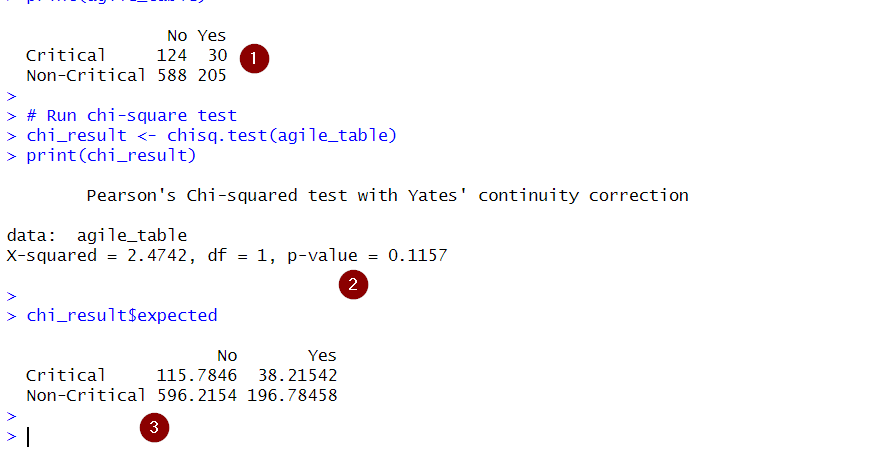 > print(agile_table)
No Yes
Critical 124 30
1
Non-Critical 588 205
>
> # Run chi-square test
> chi_result <- chisq.test(agile_table)
> print(chi_result)
Pearson's Chi-squared test with Yates' continuity correction
data: agile_table
X-squared = 2.4742, df = 1, p-value = 0.1157
2
>
> chi_result$expected
No Yes
Critical 115.7846 38.21542
Non-Critical 596.2154 196.78458
>
3
>